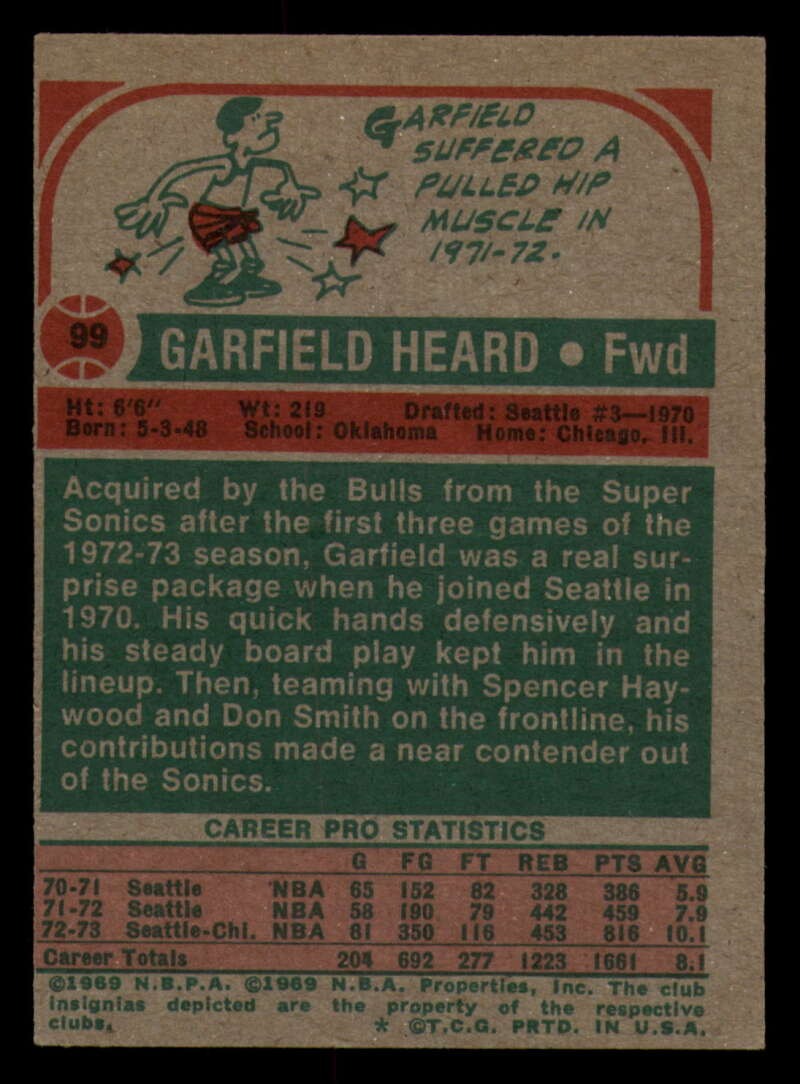 GARFIELD
SUFFERED A
PULLED HIP
MUSCLE IN
1971-72.
99
GARFIELD HEARD • Fwd
Ht: 6'6" Wt: 219 Drafted: Seattle #3—1970
Born: 5-3-48 School: Oklahoma Home: Chicago, Ill.
Acquired by the Bulls from the Super
Sonics after the first three games of the
1972-73 season, Garfield was a real sur-
prise package when he joined Seattle in
1970. His quick hands defensively and
his steady board play kept him in the
lineup. Then, teaming with Spencer Hay-
wood and Don Smith on the frontline, his
contributions made a near contender out
of the Sonics.
CAREER PRO STATISTICS
G FG FT REB PTS AVG
70-71 Seattle NBA 65 152 82 328 386 5.9
71-72 Seattle NBA 58 190 79 442 459 7.9
72-73 Seattle-Chi. NBA 81 350 116 453 816 10.1
Career Totals 204 692 277 1223 1661 8.1
©1969 N.B.P.A. ©1969 N.B.A. Properties, Inc. The club
insignias depicted are the property of the respective
clubs. * ©T.C.G. PRTD. IN U.S.A.